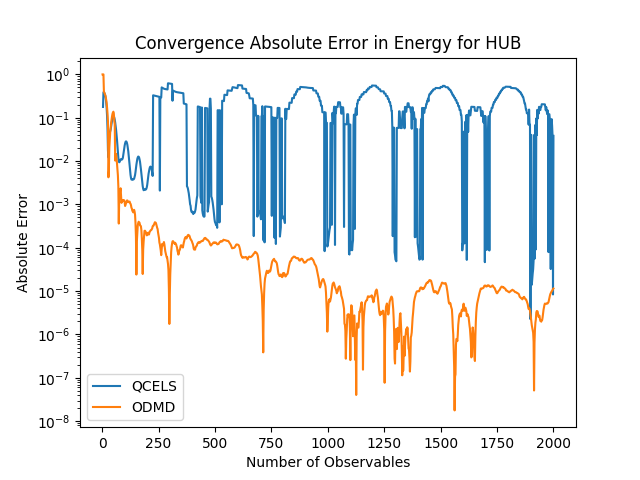 Convergence Absolute Error in Energy for HUB
Absolute Error
10^0
10^-1
10^-2
10^-3
10^-4
10^-5
10^-6
10^-7
10^-8
QCELS
ODMD
0 250 500 750 1000 1250 1500 1750 2000
Number of Observables